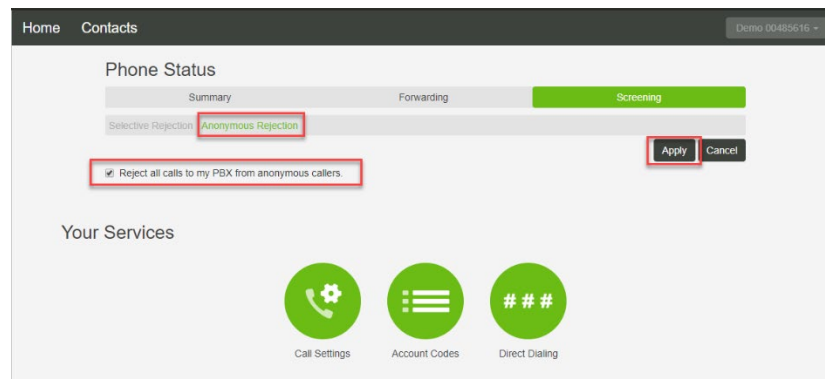 Home Contacts Demo 00485616
Phone Status
Summary Forwarding Screening
Selective Rejection Anonymous Rejection
Apply Cancel
Reject all calls to my PBX from anonymous callers.
Your Services
# # #
Call Settings Account Codes Direct Dialing